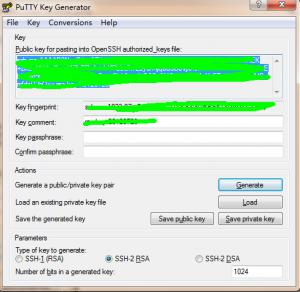 PuTTY Key Generator
File Key Conversions Help
Key
Public key for pasting into OpenSSH authorized_keys file:
Key fingerprint:
Key comment:
Key passphrase:
Confirm passphrase:
Actions
Generate a public/private key pair Generate
Load an existing private key file Load
Save the generated key Save public key Save private key
Parameters
Type of key to generate:
SSH-1 (RSA) SSH-2 RSA SSH-2 DSA
Number of bits in a generated key: 1024